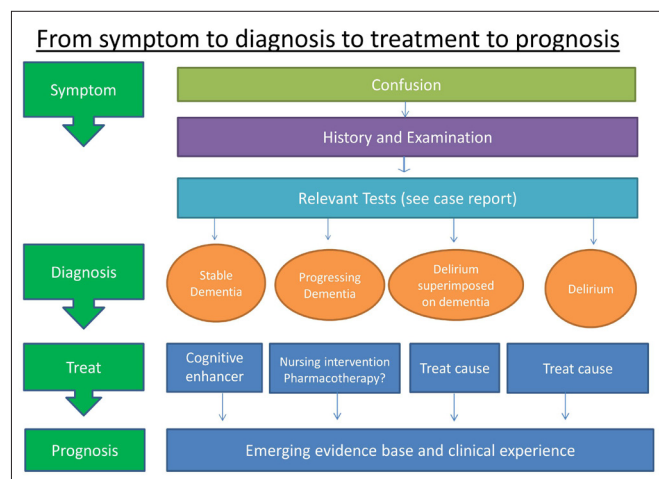 From symptom to diagnosis to treatment to prognosis
Symptom
Confusion
History and Examination
Relevant Tests (see case report)
Diagnosis
Stable
Dementia
Progressing
Dementia
Delirium
superimposed
on dementia
Delirium
Treat
Cognitive
enhancer
Nursing intervention
Pharmacotherapy?
Treat cause
Treat cause
Prognosis
Emerging evidence base and clinical experience